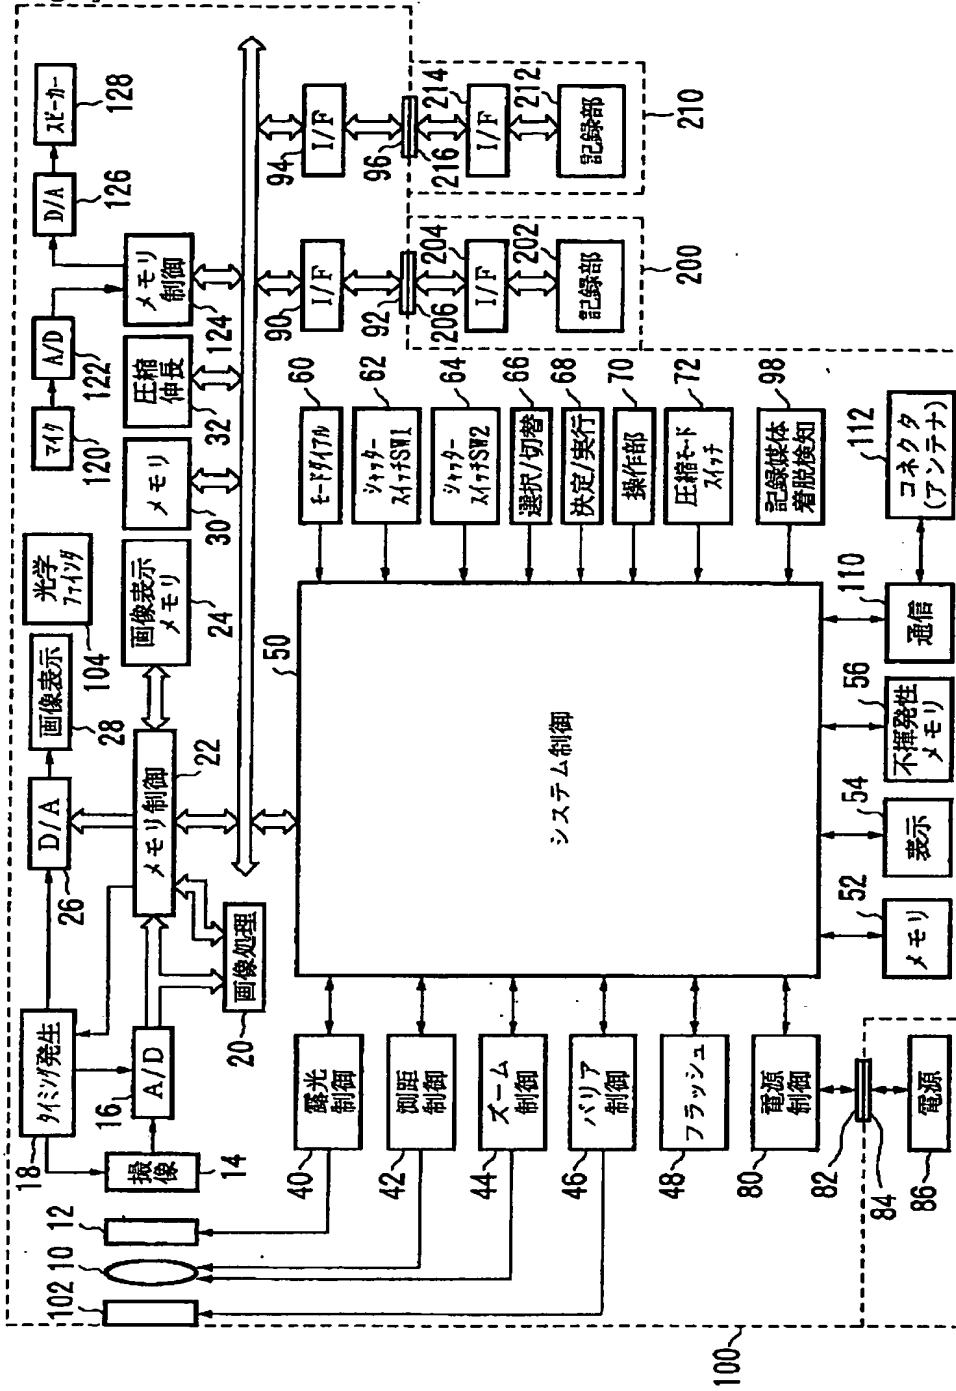 102
10
12
14
撮
像
18
タイミング発生
16
A/D
20
画像処理
26
D/A
28
画像表示
104
光学
ファインダ
22
メモリ制御
24
画像表示
メモリ
30
メモリ
32
圧縮
伸長
120
マイク
122
A/D
124
メモリ
制御
126
D/A
128
スピーカー
40
露光
制御
42
測距
制御
44
ズーム
制御
46
バリア
制御
48
フラッシュ
80
電源
制御
82
84
86
電源
100
50
システム制御
52
メモリ
54
表示
56
不揮発性
メモリ
110
通信
112
コネクタ
(アンテナ)
60
モードダイアル
62
シャッター
スイッチSW1
64
シャッター
スイッチSW2
66
選択/切替
68
決定/実行
70
操作部
72
圧縮モード
スイッチ
98
記録媒体
着脱検知
90
I/F
92
206
204
I/F
202
記録部
200
94
I/F
96
216
214
I/F
212
記録部
210